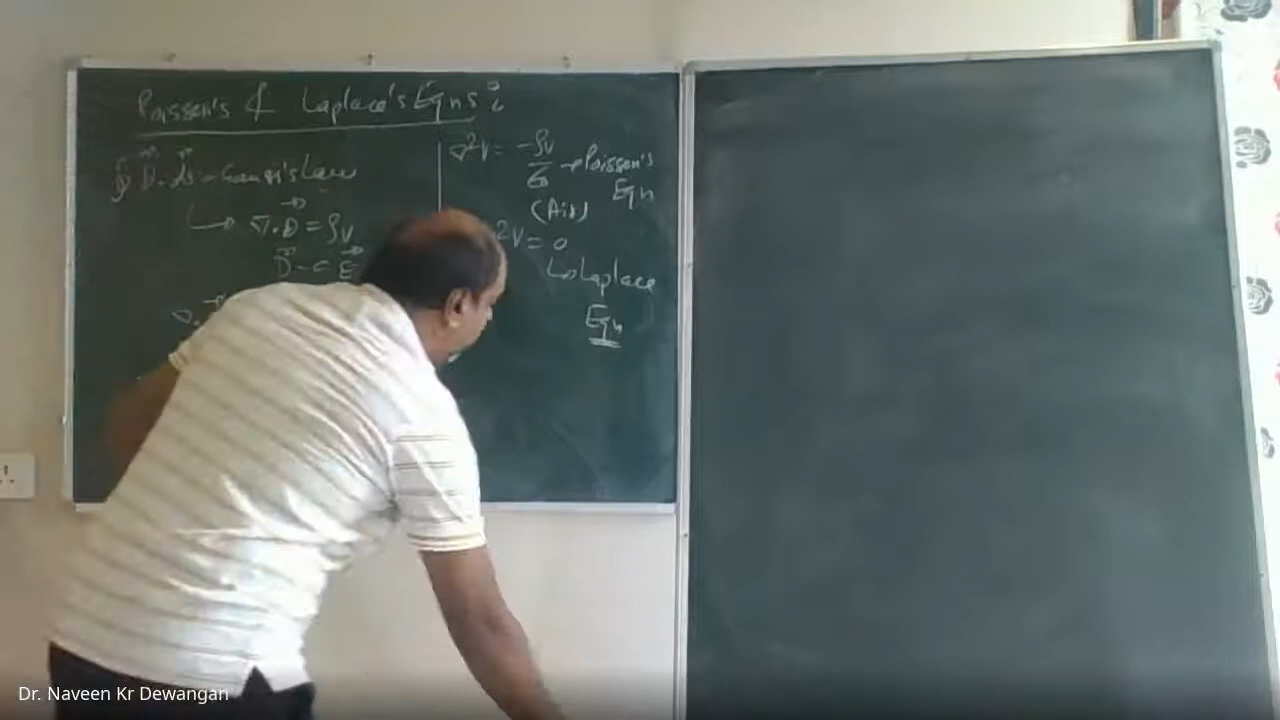 Poisson's & Laplace's Eqns:
∮ D⃗. ds⃗ - Gauss's Law
↳ ∇.D⃗ = ρv
D⃗ = ε E⃗
∇.
∇²V = -ρv/ε₀ → Poisson's
Eqn
(Air)
²V = 0
↳ Laplace
Eqn
Dr. Naveen Kr Dewangan